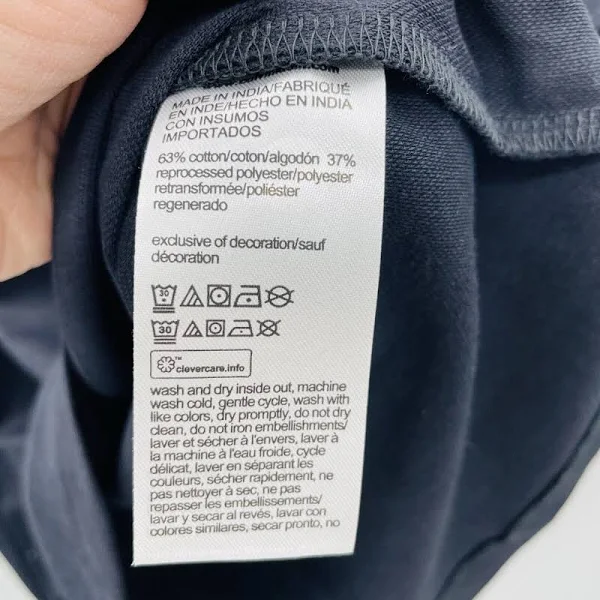 MADE IN INDIA/FABRIQUÉ
EN INDE/HECHO EN INDIA
CON INSUMOS
IMPORTADOS
63% cotton/coton/algodón 37%
reprocessed polyester/polyester
retransformée/poliéster
regenerado
exclusive of decoration/sauf
décoration
30
30
™
clevercare.info
wash and dry inside out, machine
wash cold, gentle cycle, wash with
like colors, dry promptly, do not dry
clean, do not iron embellishments/
laver et sécher à l'envers, laver à
la machine à l'eau froide, cycle
délicat, laver en séparant les
couleurs, sécher rapidement, ne
pas nettoyer à sec, ne pas
repasser les embellissements/
lavar y secar al revés, lavar con
colores similares, secar pronto, no